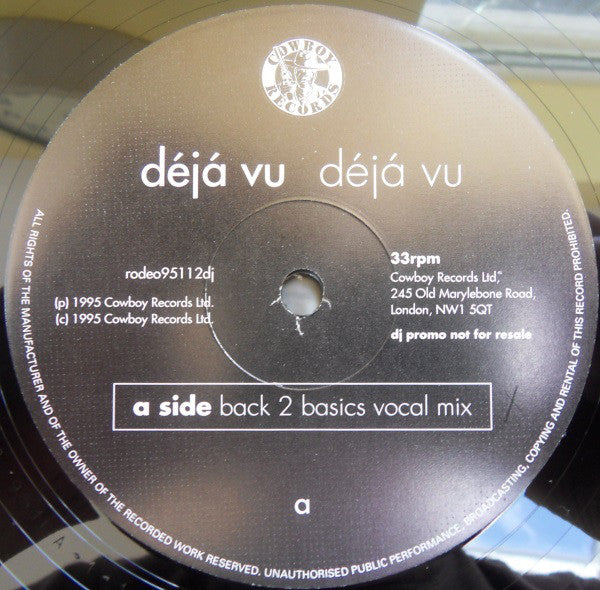 COWBOY
RECORDS
déjá vu déjá vu
rodeo95112dj
(p) 1995 Cowboy Records Ltd.
(c) 1995 Cowboy Records Ltd.
33rpm
Cowboy Records Ltd,
245 Old Marylebone Road,
London, NW1 5QT
dj promo not for resale
a side back 2 basics vocal mix
a
ALL RIGHTS OF THE MANUFACTURER AND OF THE OWNER OF THE RECORDED WORK RESERVED. UNAUTHORISED PUBLIC PERFORMANCE, BROADCASTING, COPYING AND RENTAL OF THIS RECORD PROHIBITED.